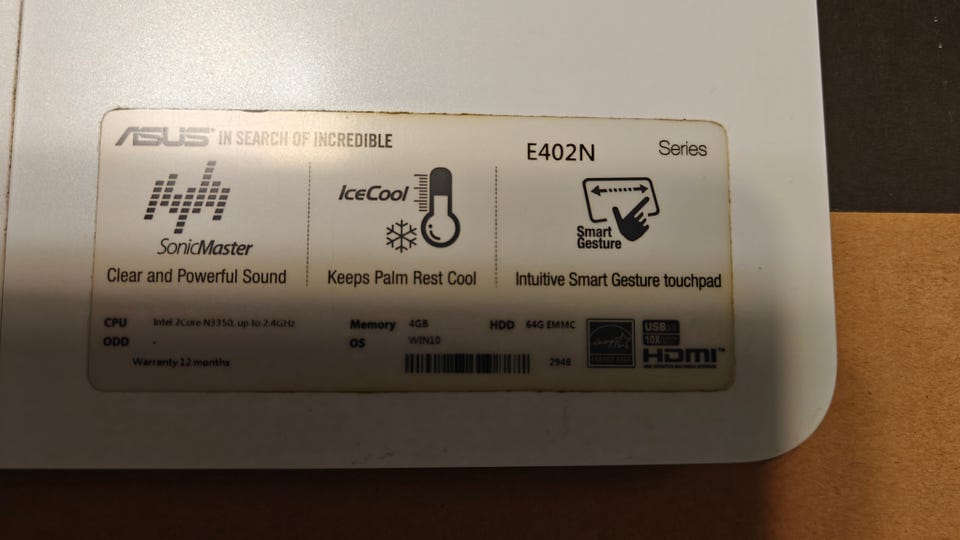 ASUS IN SEARCH OF INCREDIBLE
E402N Series
SonicMaster
Clear and Powerful Sound
IceCool
Keeps Palm Rest Cool
Smart
Gesture
Intuitive Smart Gesture touchpad
CPU Intel 2Core N3350, up to 2.4GHz
ODD -
Warranty 12 months
Memory 4GB
OS WIN10
HDD 64G EMMC
2948
USB
10X
HDMI™